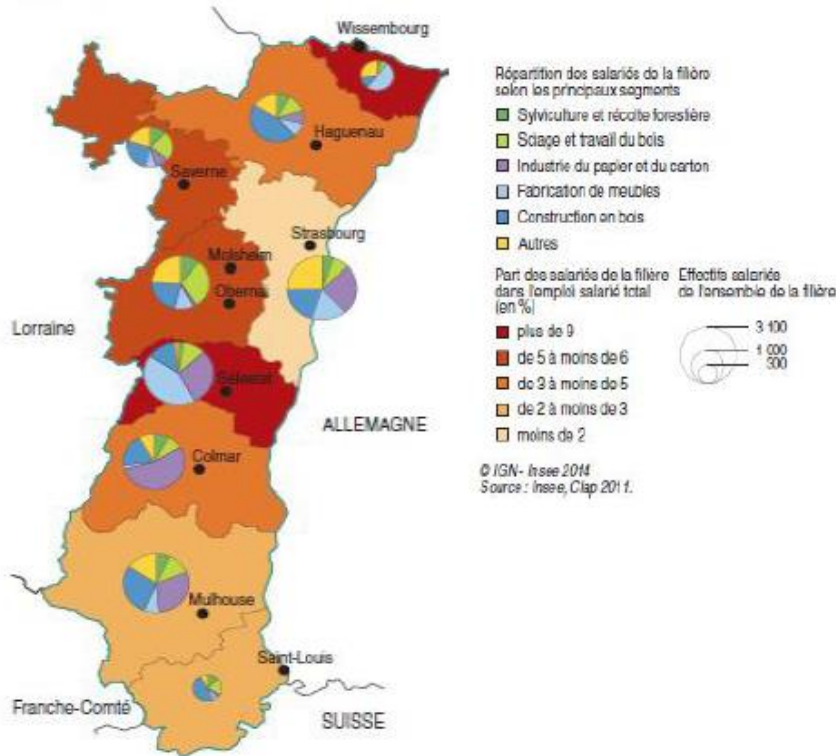 Wissembourg
Haguenau
Saverne
Strasbourg
Molsheim
Obernai
Lorraine
Sélestat
ALLEMAGNE
Colmar
Mulhouse
Saint-Louis
Franche-Comté
SUISSE
Répartition des salariés de la filière
selon les principaux segments
Sylviculture et récolte forestière
Sciage et travail du bois
Industrie du papier et du carton
Fabrication de meubles
Construction en bois
Autres
Part des salariés de la filière
dans l'emploi salarié total
(en %)
plus de 9
de 5 à moins de 6
de 3 à moins de 5
de 2 à moins de 3
moins de 2
Effectifs salariés
de l'ensemble de la filière
3 100
1 000
300
© IGN - Insee 2014
Source : Insee, Clap 2011.